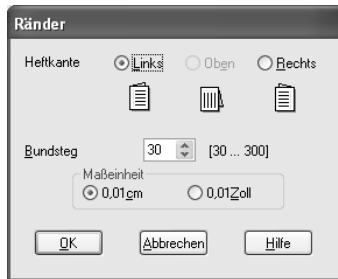 Ränder
Heftkante Links Oben Rechts
Bundsteg 30 [30 ... 300]
Maßeinheit
0,01cm 0,01Zoll
OK Abbrechen Hilfe